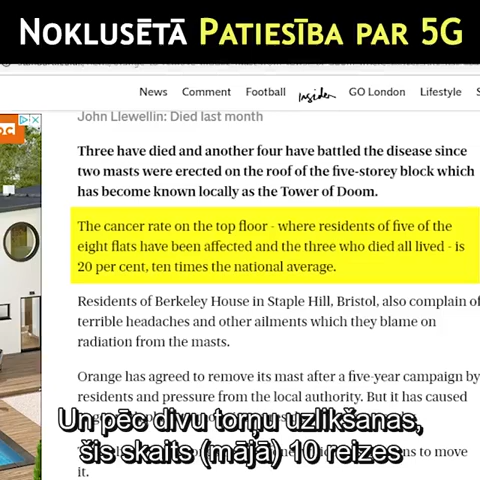 NOKLUSĒTĀ PATIESĪBA PAR 5G
News Comment Football Insider GO London Lifestyle
John Llewellin: Died last month
Three have died and another four have battled the disease since
two masts were erected on the roof of the five-storey block which
has become known locally as the Tower of Doom.
The cancer rate on the top floor - where residents of five of the
eight flats have been affected and the three who died all lived - is
20 per cent, ten times the national average.
Residents of Berkeley House in Staple Hill, Bristol, also complain of
terrible headaches and other ailments which they blame on
radiation from the masts.
Orange has agreed to remove its mast after a five-year campaign by
residents and pressure from the local authority. But it has caused
Un pēc divu torņu uzlikšanas,
šis skaits (mājā) 10 reizes
to move
it.